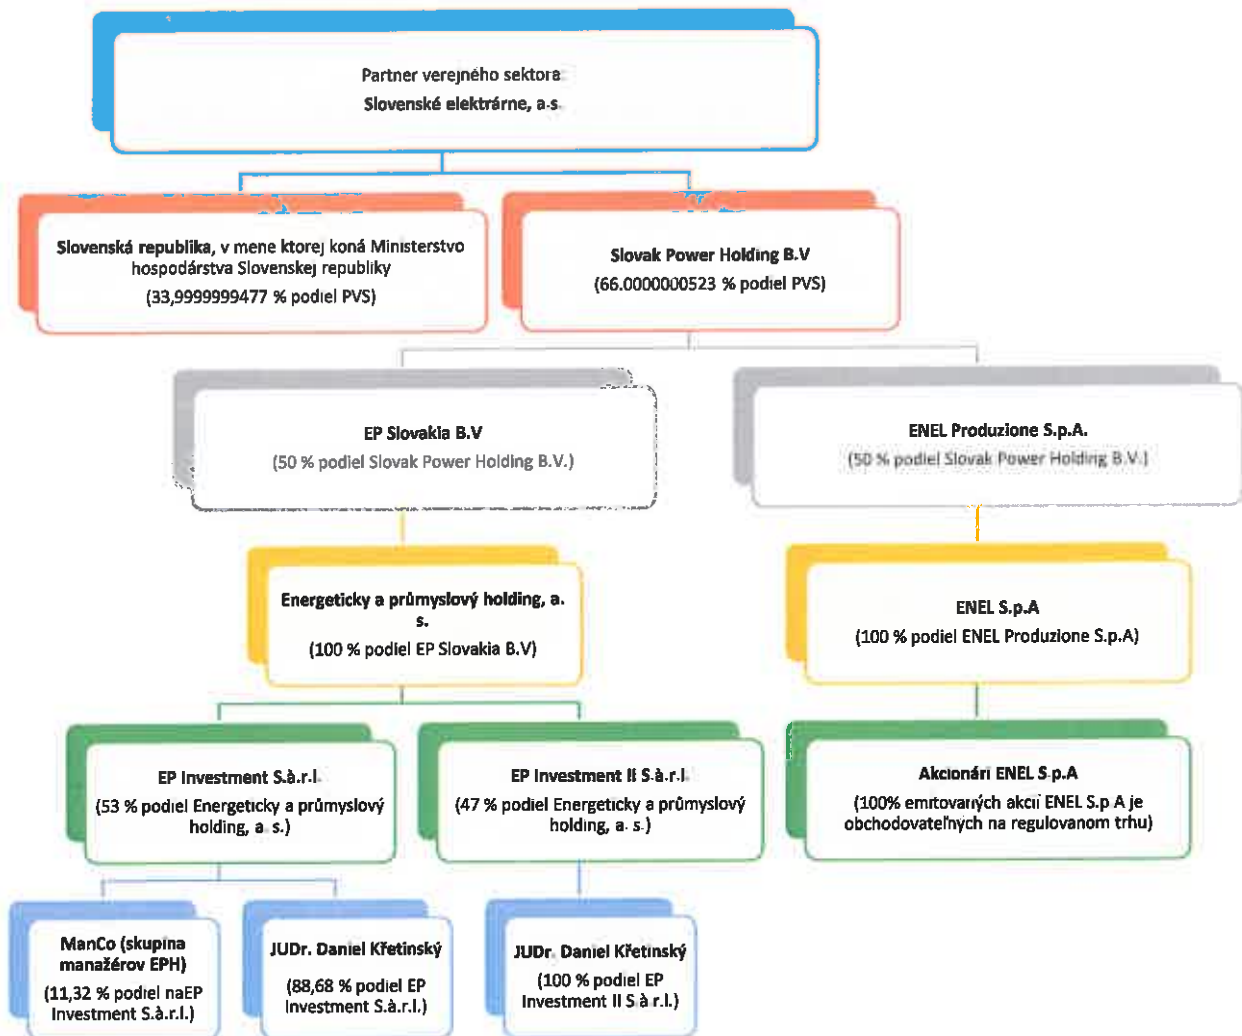 Partner verejného sektora:
Slovenské elektrárne, a.s.
Slovenská republika, v mene ktorej koná Ministerstvo
hospodárstva Slovenskej republiky
(33,9999999477 % podiel PVS)
Slovak Power Holding B.V
(66.0000000523 % podiel PVS)
EP Slovakia B.V
(50 % podiel Slovak Power Holding B.V.)
ENEL Produzione S.p.A.
(50 % podiel Slovak Power Holding B.V.)
Energeticky a průmyslový holding, a.
s.
(100 % podiel EP Slovakia B.V)
ENEL S.p.A
(100 % podiel ENEL Produzione S.p.A)
EP Investment S.à.r.l.
(53 % podiel Energeticky a průmyslový
holding, a. s.)
EP Investment II S.à.r.l.
(47 % podiel Energeticky a průmyslový
holding, a. s.)
Akcionári ENEL S.p.A
(100% emitovaných akcií ENEL S.p A je
obchodovateľných na regulovanom trhu)
ManCo (skupina
manažérov EPH)
(11,32 % podiel naEP
Investment S.à.r.l.)
JUDr. Daniel Křetinský
(88,68 % podiel EP
Investment S.à.r.l.)
JUDr. Daniel Křetinský
(100 % podiel EP
Investment II S.à.r.l.)